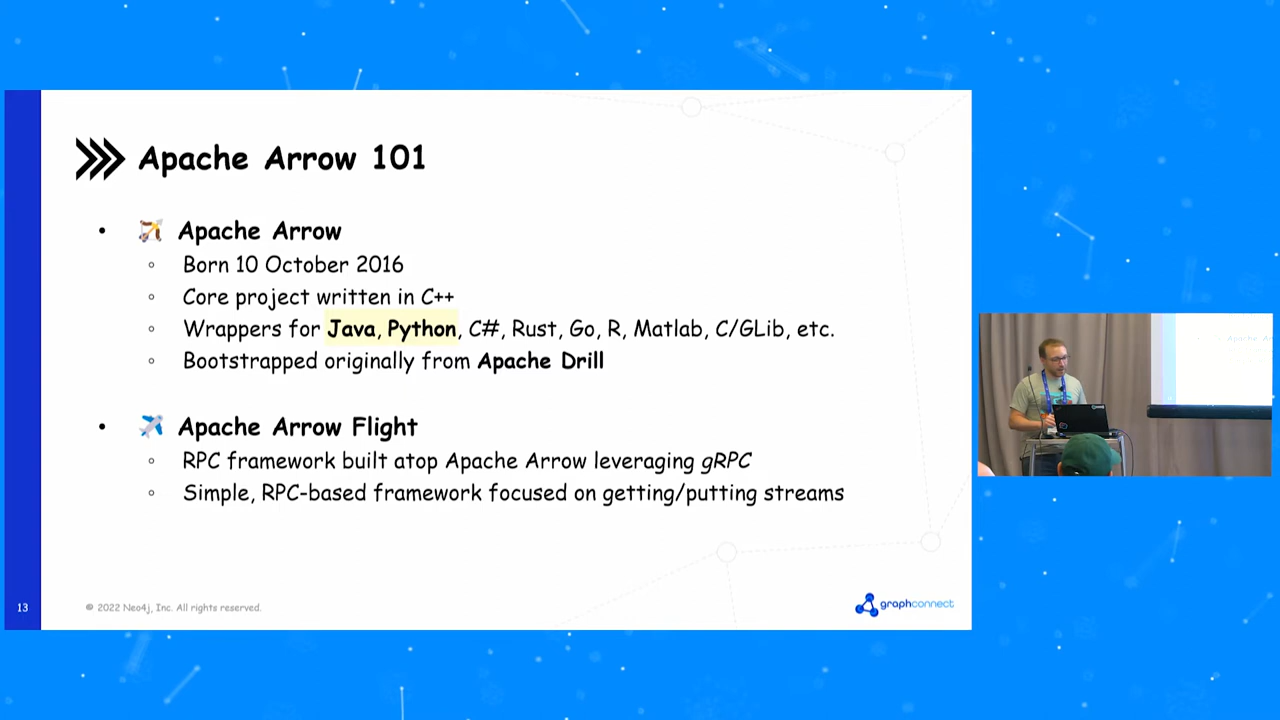 Apache Arrow 101
• Apache Arrow
◦ Born 10 October 2016
◦ Core project written in C++
◦ Wrappers for Java, Python, C#, Rust, Go, R, Matlab, C/GLib, etc.
◦ Bootstrapped originally from Apache Drill
• Apache Arrow Flight
◦ RPC framework built atop Apache Arrow leveraging gRPC
◦ Simple, RPC-based framework focused on getting/putting streams
13
© 2022 Neo4j, Inc. All rights reserved.
graphconnect